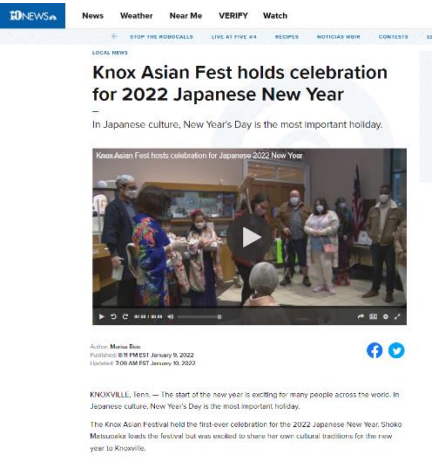 10NEWS
News Weather Near Me VERIFY Watch
STOP THE ROBOCALLS LIVE AT FIVE #4 RECIPES NOTICIAS WBIR CONTESTS
LOCAL NEWS
Knox Asian Fest holds celebration
for 2022 Japanese New Year
In Japanese culture, New Year's Day is the most important holiday.
Knox Asian Fest hosts celebration for Japanese 2022 New Year
Author: Marisa
Published: 8:11 PM EST January 9, 2022
Updated: 7:09 AM EST January 10, 2022
KNOXVILLE, Tenn. — The start of the new year is exciting for many people across the world. In
Japanese culture, New Year's Day is the most important holiday.
The Knox Asian Festival held the first-ever celebration for the 2022 Japanese New Year. Shoko
Matsuoaka leads the festival but was excited to share her own cultural traditions for the new
year to Knoxville.